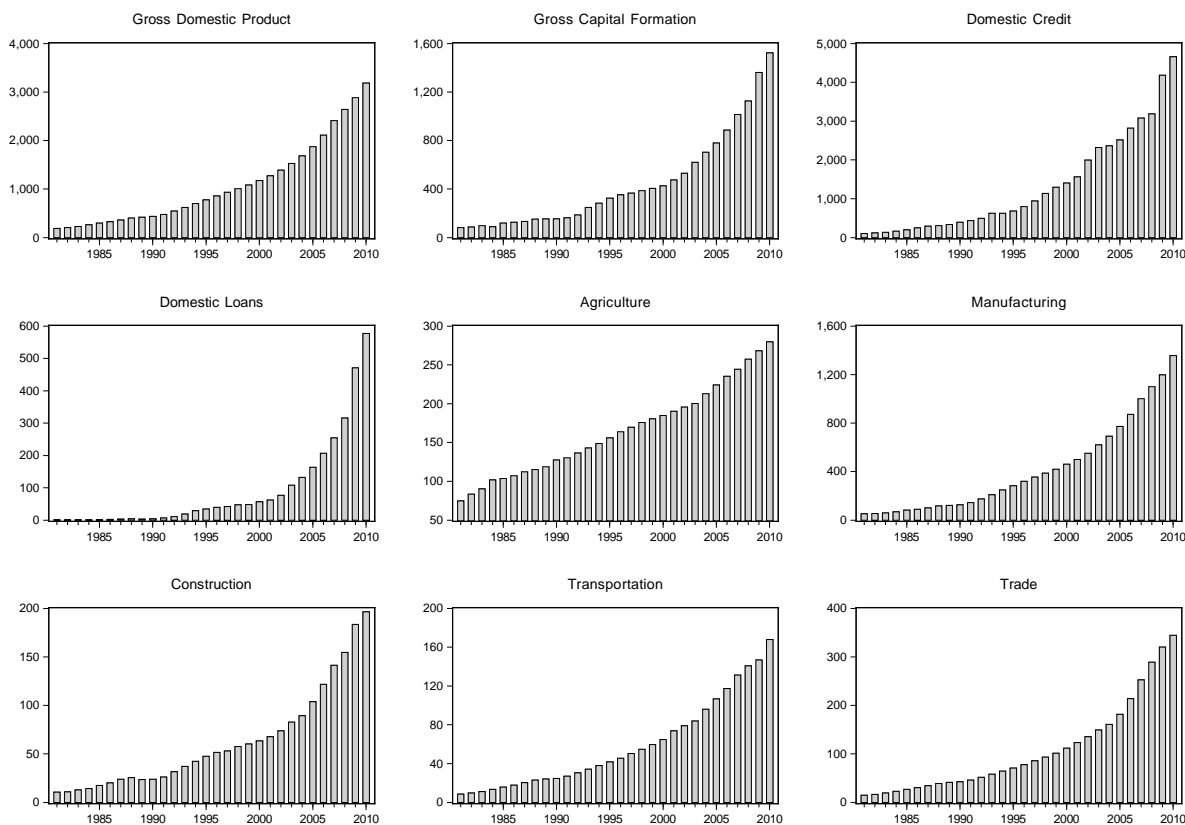 Gross Domestic Product
4,000
3,000
2,000
1,000
0
1985 1990 1995 2000 2005 2010
Gross Capital Formation
1,600
1,200
800
400
0
1985 1990 1995 2000 2005 2010
Domestic Credit
5,000
4,000
3,000
2,000
1,000
0
1985 1990 1995 2000 2005 2010
Domestic Loans
600
500
400
300
200
100
0
1985 1990 1995 2000 2005 2010
Agriculture
300
250
200
150
100
50
1985 1990 1995 2000 2005 2010
Manufacturing
1,600
1,200
800
400
0
1985 1990 1995 2000 2005 2010
Construction
200
150
100
50
0
1985 1990 1995 2000 2005 2010
Transportation
200
160
120
80
40
0
1985 1990 1995 2000 2005 2010
Trade
400
300
200
100
0
1985 1990 1995 2000 2005 2010